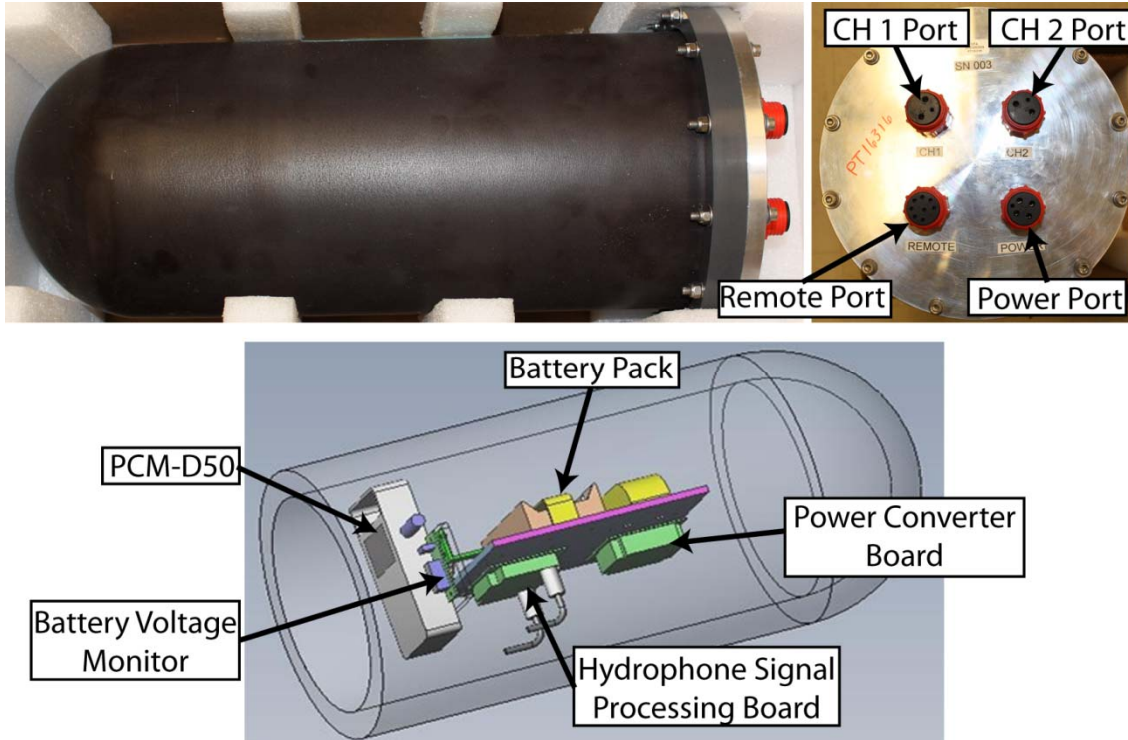 CH 1 Port
CH 2 Port
SN 003
PT16316
CH1
CH2
REMOTE
Remote Port
Power Port
Battery Pack
PCM-D50
Power Converter
Board
Battery Voltage
Monitor
Hydrophone Signal
Processing Board